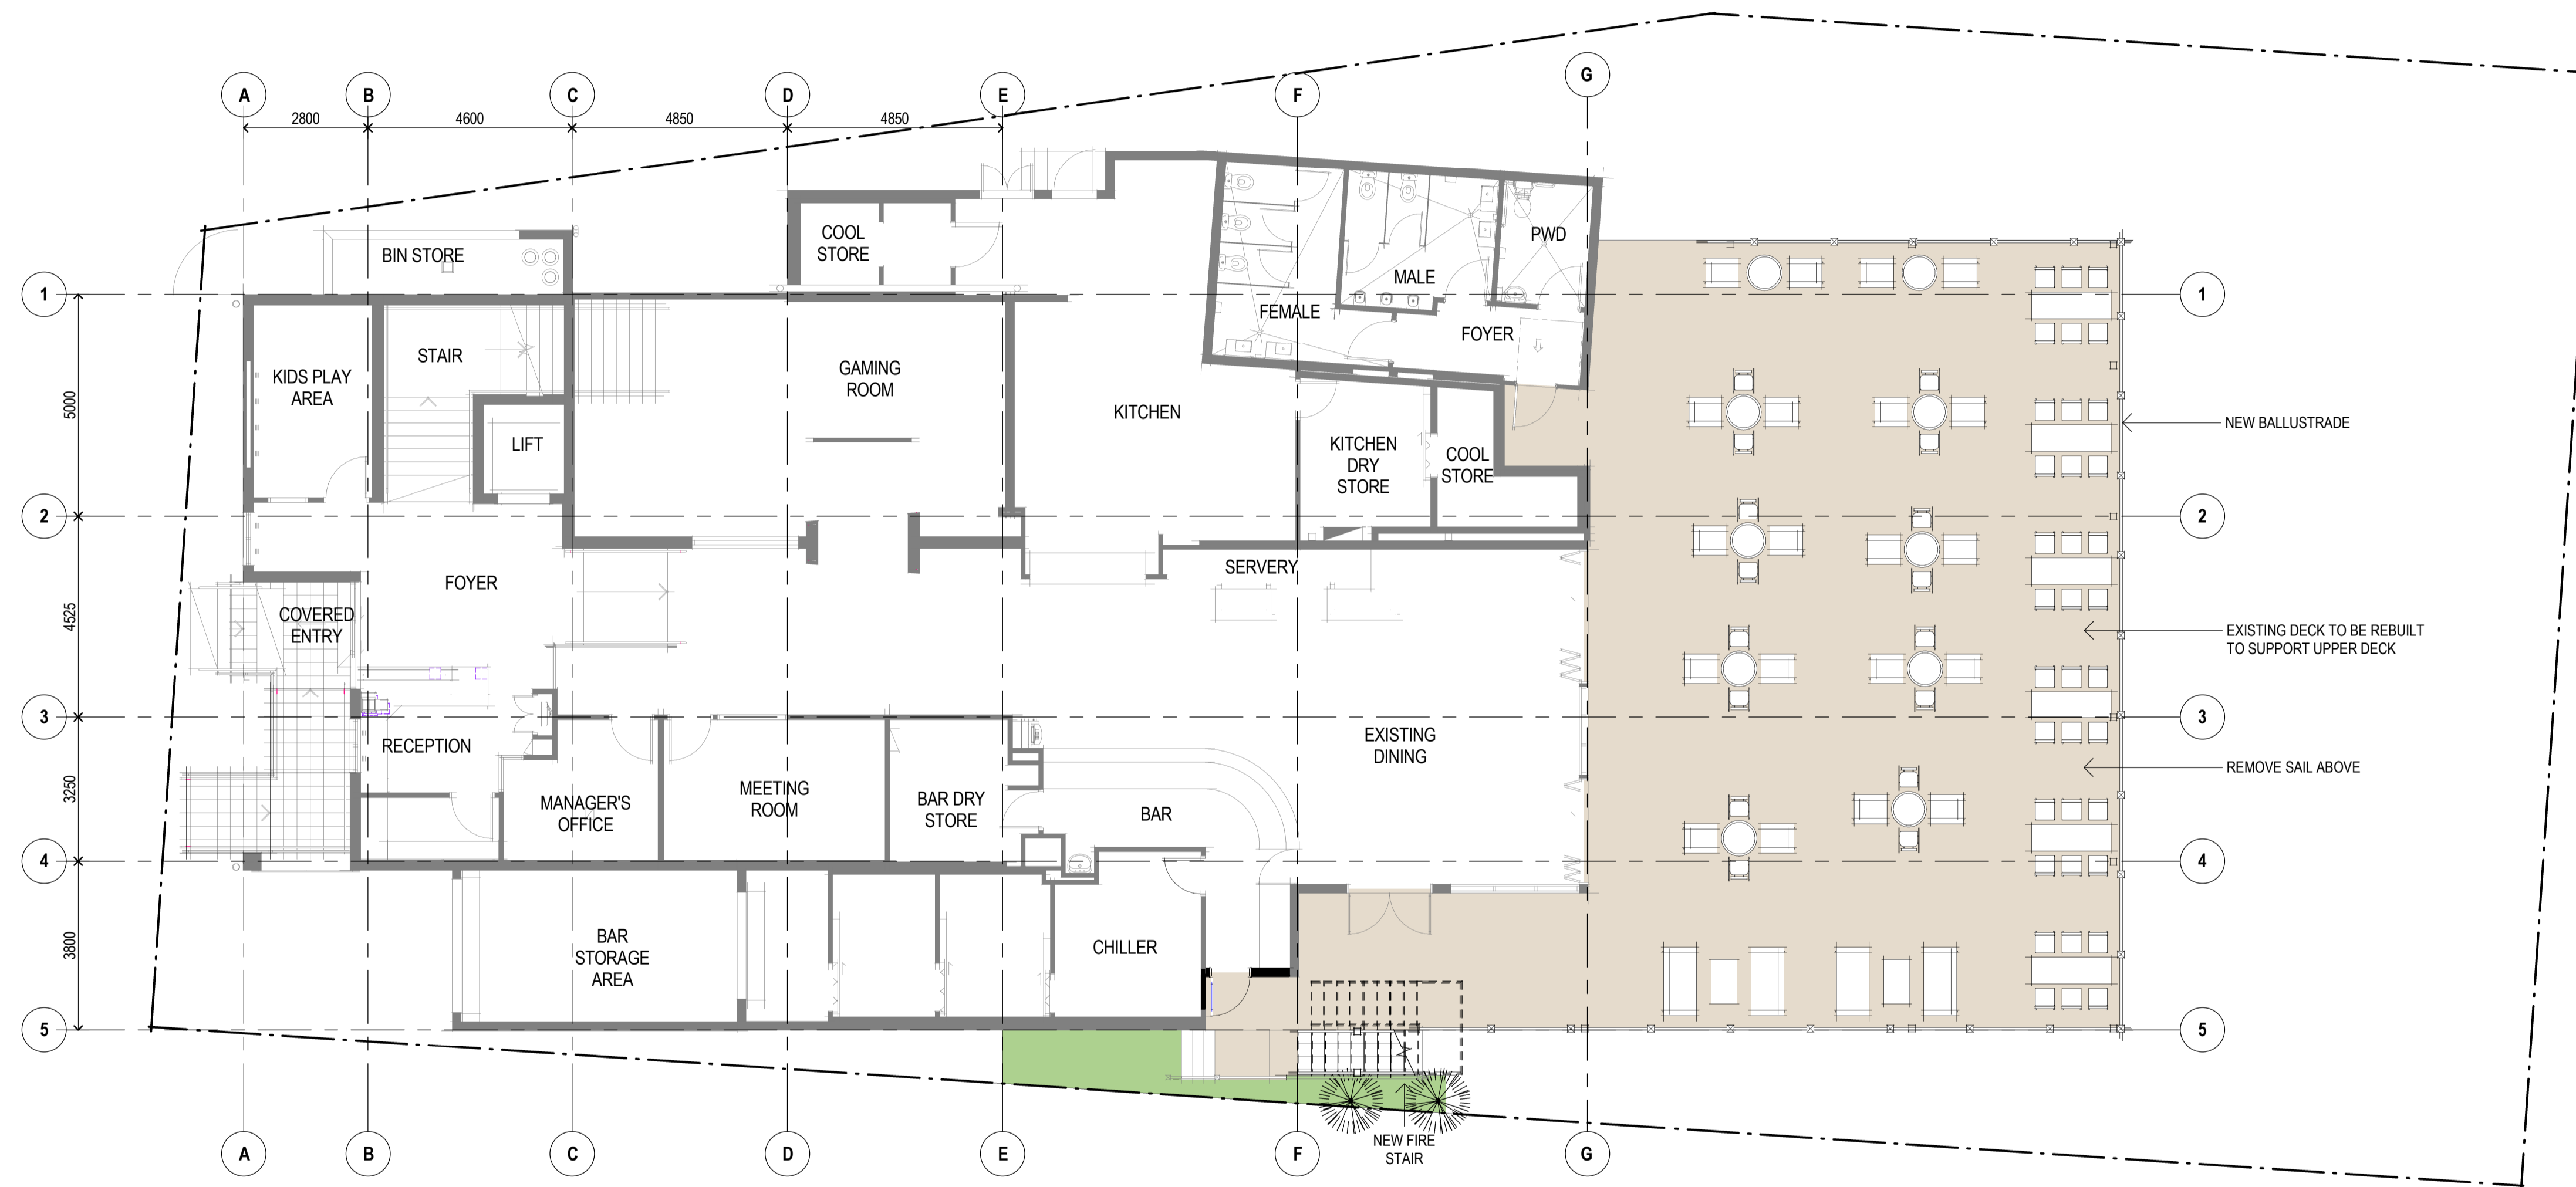 G
A
B
C
D
E
F
2800
4600
4850
4850
COOL
STORE
PWD
BIN STORE
MALE
1
1
FEMALE
FOYER
STAIR
GAMING
ROOM
KIDS PLAY
AREA
5000
KITCHEN
NEW BALLUSTRADE
LIFT
KITCHEN
DRY
STORE
COOL
STORE
2
2
SERVERY
FOYER
4525
COVERED
ENTRY
EXISTING DECK TO BE REBUILT
TO SUPPORT UPPER DECK
3
3
RECEPTION
EXISTING
DINING
REMOVE SAIL ABOVE
3250
MANAGER'S
OFFICE
MEETING
ROOM
BAR DRY
STORE
BAR
4
4
3800
BAR
STORAGE
AREA
CHILLER
5
5
NEW FIRE
STAIR
A
B
C
D
E
F
G